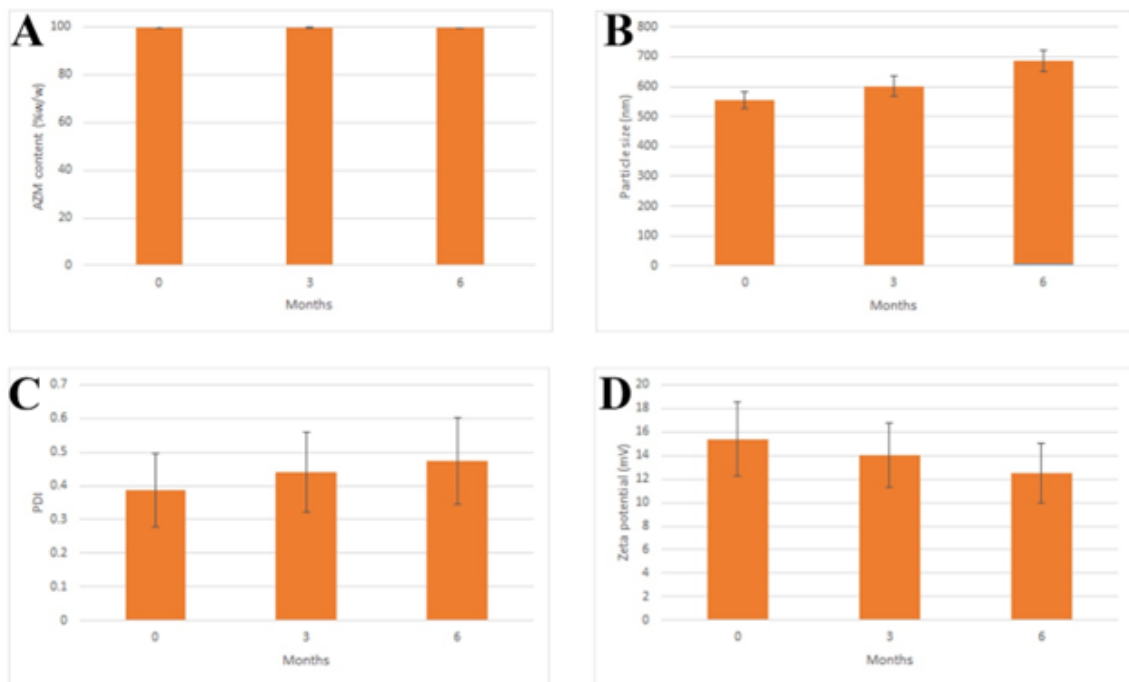 A
AZM content (%w/w)
100
80
60
40
20
0
0 3 6
Months
B
Particle size (nm)
800
700
600
500
400
300
200
100
0
0 3 6
Months
C
PDI
0.7
0.6
0.5
0.4
0.3
0.2
0.1
0
0 3 6
Months
D
Zeta potential (mV)
20
18
16
14
12
10
8
6
4
2
0
0 3 6
Months